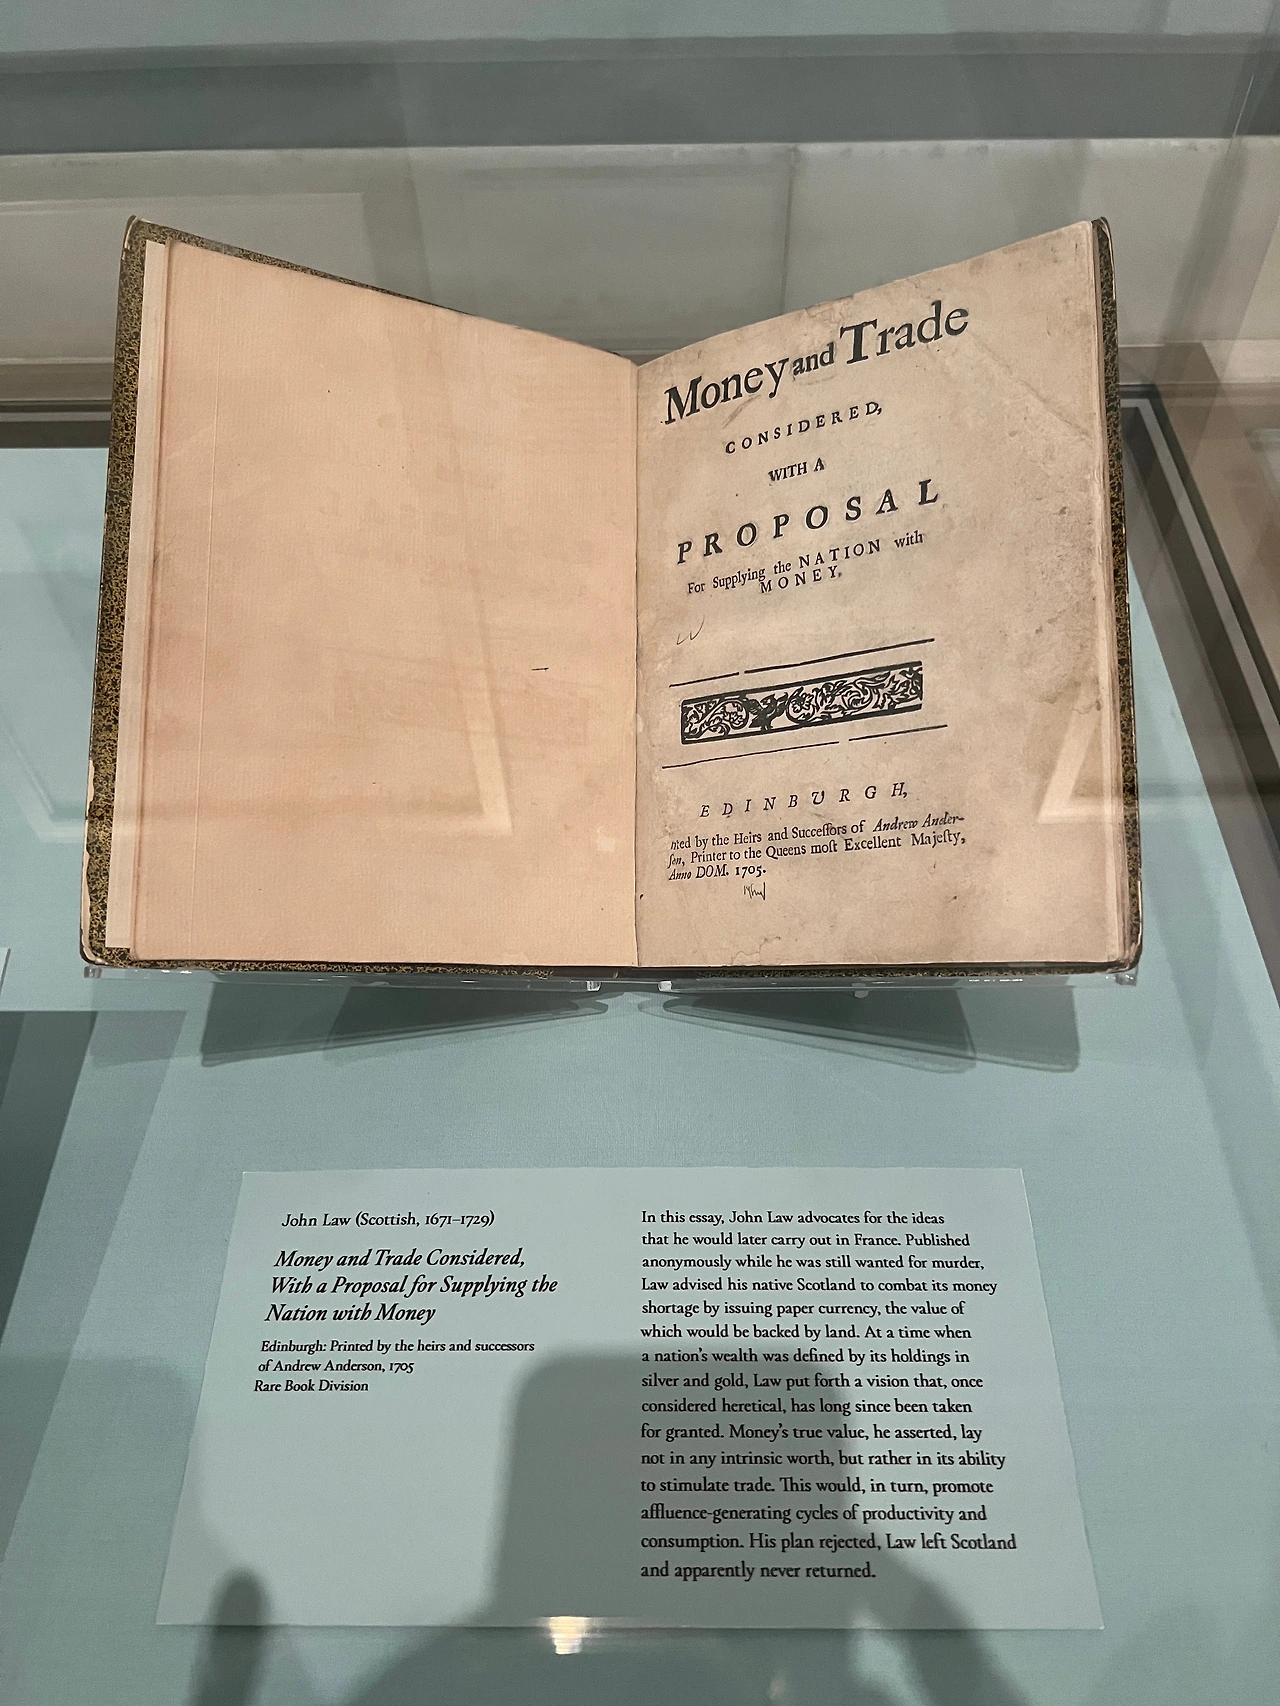 Money and Trade
CONSIDERED,
WITH A
PROPOSAL
For Supplying the NATION with
MONEY.
EDINBURGH,
nted by the Heirs and Succeſſors of Andrew Ander-
ſon, Printer to the Queens moſt Excellent Majeſty,
Anno DOM. 1705.
John Law (Scottish, 1671–1729)
Money and Trade Considered,
With a Proposal for Supplying the
Nation with Money
Edinburgh: Printed by the heirs and successors
of Andrew Anderson, 1705
Rare Book Division
In this essay, John Law advocates for the ideas
that he would later carry out in France. Published
anonymously while he was still wanted for murder,
Law advised his native Scotland to combat its money
shortage by issuing paper currency, the value of
which would be backed by land. At a time when
a nation's wealth was defined by its holdings in
silver and gold, Law put forth a vision that, once
considered heretical, has long since been taken
for granted. Money's true value, he asserted, lay
not in any intrinsic worth, but rather in its ability
to stimulate trade. This would, in turn, promote
affluence-generating cycles of productivity and
consumption. His plan rejected, Law left Scotland
and apparently never returned.